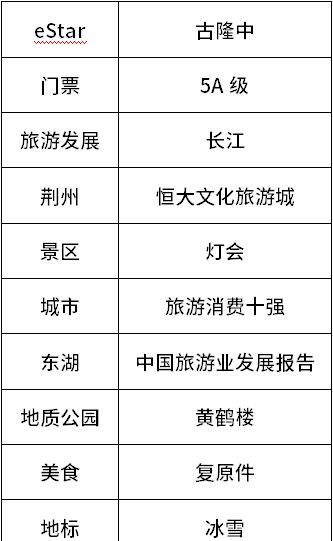 eStar 古隆中
门票 5A 级
旅游发展 长江
荆州 恒大文化旅游城
景区 灯会
城市 旅游消费十强
东湖 中国旅游业发展报告
地质公园 黄鹤楼
美食 复原件
地标 冰雪